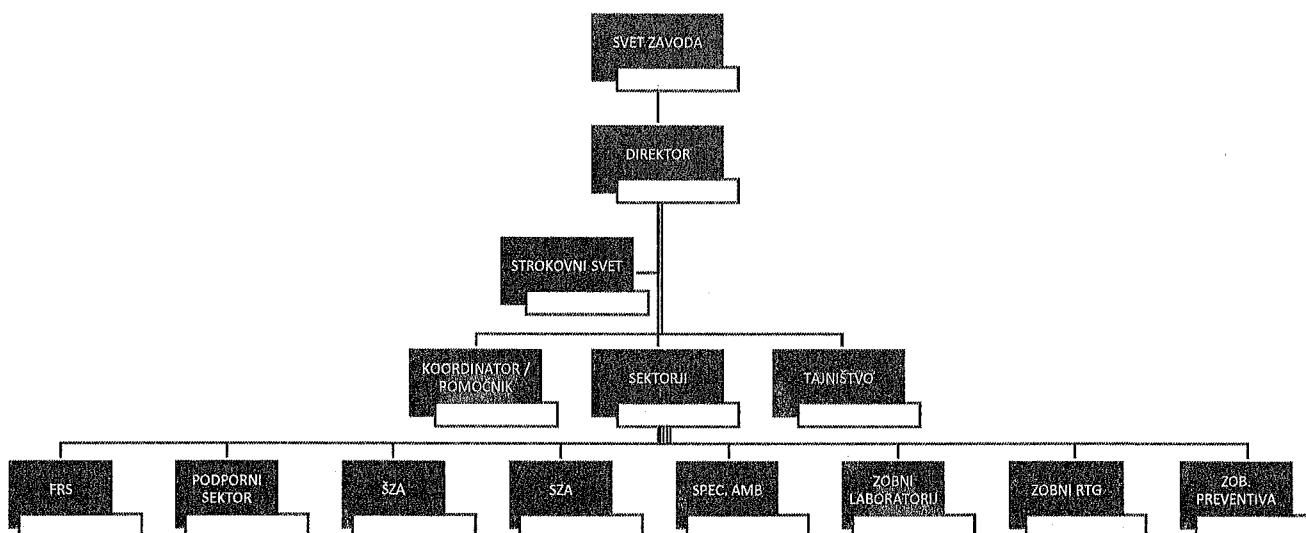 SVET ZAVODA
DIREKTOR
STROKOVNI SVET
KOORDINATOR /
POMOČNIK
SEKTORJI
TAJNIŠTVO
FRS
PODPORNI
SEKTOR
ŠZA
SZA
SPEC. AMB
ZOBNI
LABORATORIJ
ZOBNI RTG
ZOB.
PREVENTIVA